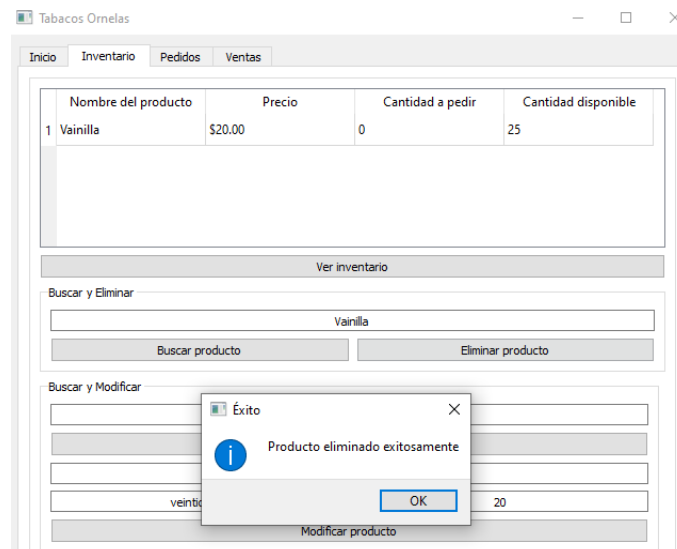 Tabacos Ornelas
Inicio Inventario Pedidos Ventas
Nombre del producto Precio Cantidad a pedir Cantidad disponible
1 Vainilla $20.00 0 25
Ver inventario
Buscar y Eliminar
Vainilla
Buscar producto Eliminar producto
Buscar y Modificar
Éxito
Producto eliminado exitosamente
OK
20
Modificar producto